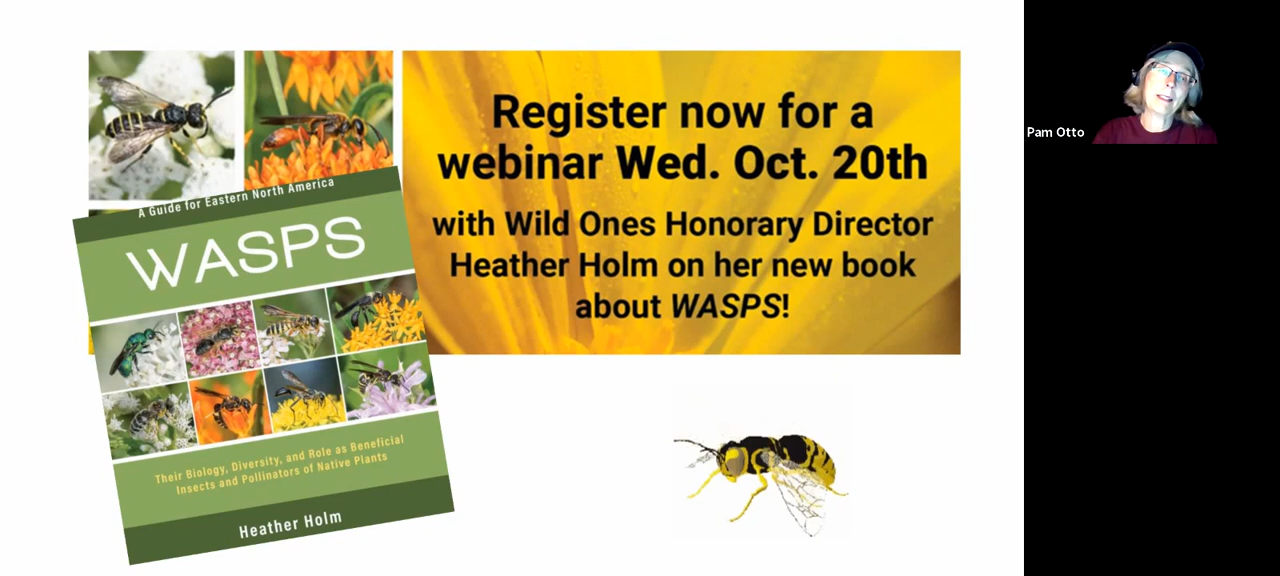 Register now for a
webinar Wed. Oct. 20th
with Wild Ones Honorary Director
Heather Holm on her new book
about WASPS!
A Guide for Eastern North America
WASPS
Their Biology, Diversity, and Role as Beneficial
Insects and Pollinators of Native Plants
Heather Holm
Pam Otto